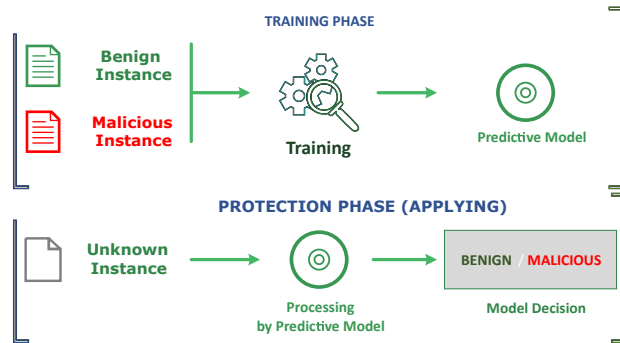 TRAINING PHASE
Benign
Instance
Malicious
Instance
Training
Predictive Model
PROTECTION PHASE (APPLYING)
Unknown
Instance
Processing
by Predictive Model
BENIGN / MALICIOUS
Model Decision